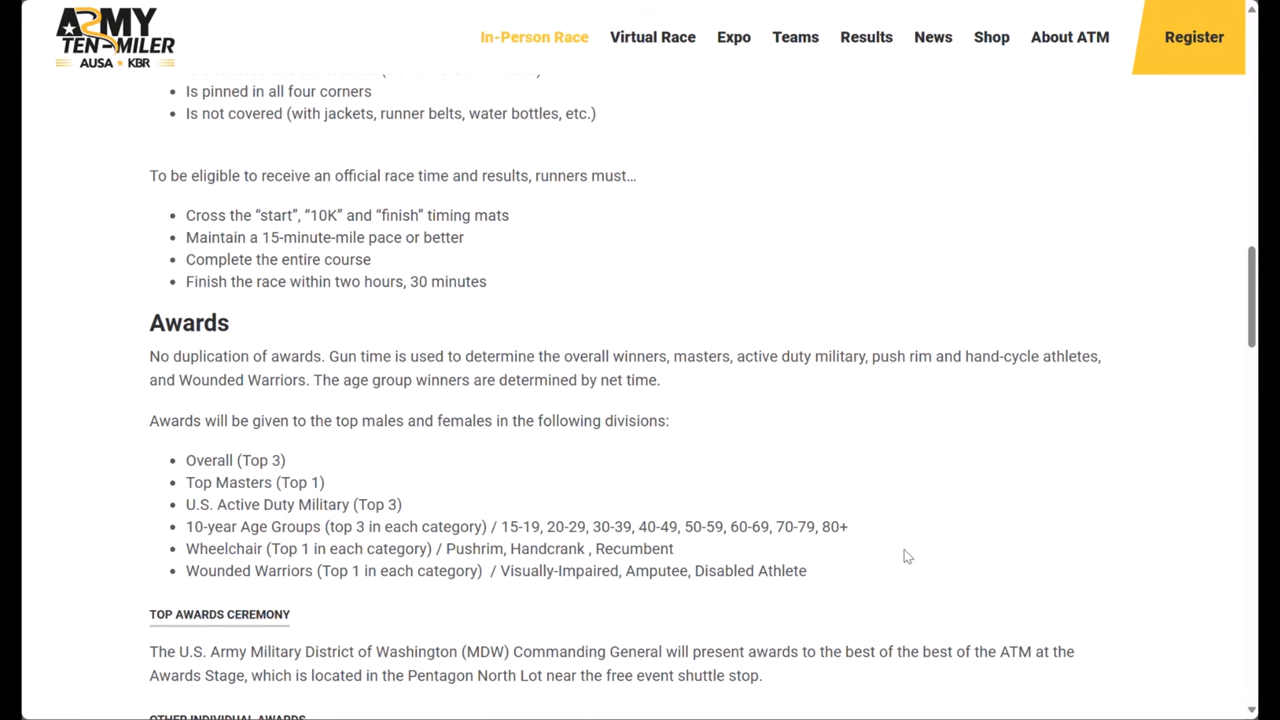 ARMY
TEN-MILER
AUSA ★ KBR
In-Person Race
Virtual Race
Expo
Teams
Results
News
Shop
About ATM
Register
• Is pinned in all four corners
• Is not covered (with jackets, runner belts, water bottles, etc.)
To be eligible to receive an official race time and results, runners must…
• Cross the “start”, “10K” and “finish” timing mats
• Maintain a 15-minute-mile pace or better
• Complete the entire course
• Finish the race within two hours, 30 minutes
Awards
No duplication of awards. Gun time is used to determine the overall winners, masters, active duty military, push rim and hand-cycle athletes,
and Wounded Warriors. The age group winners are determined by net time.
Awards will be given to the top males and females in the following divisions:
• Overall (Top 3)
• Top Masters (Top 1)
• U.S. Active Duty Military (Top 3)
• 10-year Age Groups (top 3 in each category) / 15-19, 20-29, 30-39, 40-49, 50-59, 60-69, 70-79, 80+
• Wheelchair (Top 1 in each category) / Pushrim, Handcrank , Recumbent
• Wounded Warriors (Top 1 in each category)  / Visually-Impaired, Amputee, Disabled Athlete
TOP AWARDS CEREMONY
The U.S. Army Military District of Washington (MDW) Commanding General will present awards to the best of the best of the ATM at the
Awards Stage, which is located in the Pentagon North Lot near the free event shuttle stop.
OTHER INDIVIDUAL AWARDS